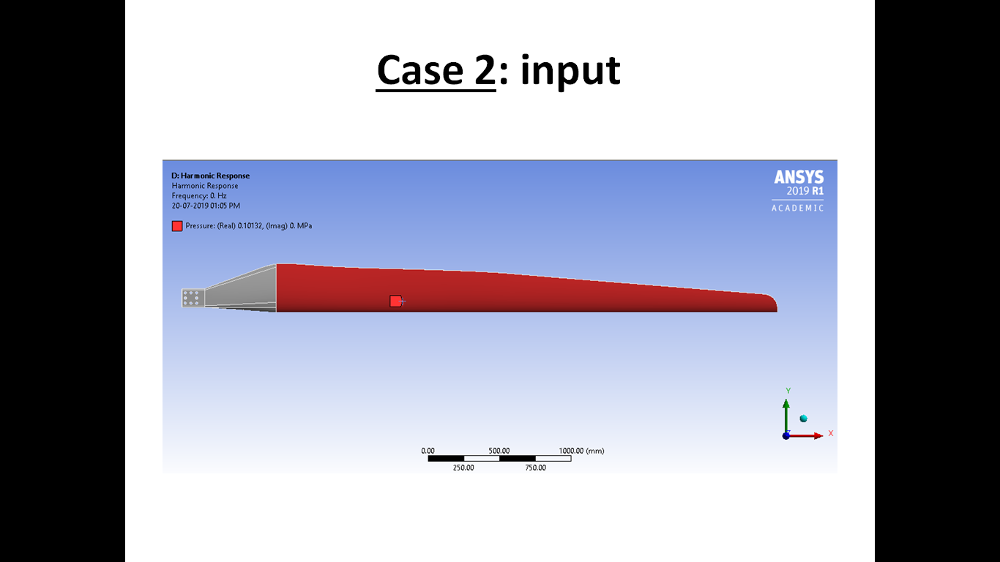 Case 2: input
D: Harmonic Response
Harmonic Response
Frequency: 0. Hz
20-07-2019 01:05 PM
Pressure: (Real) 0.10132, (Imag) 0. MPa
ANSYS
2019 R1
ACADEMIC
Y
Z
X
0.00 500.00 1000.00 (mm)
250.00 750.00